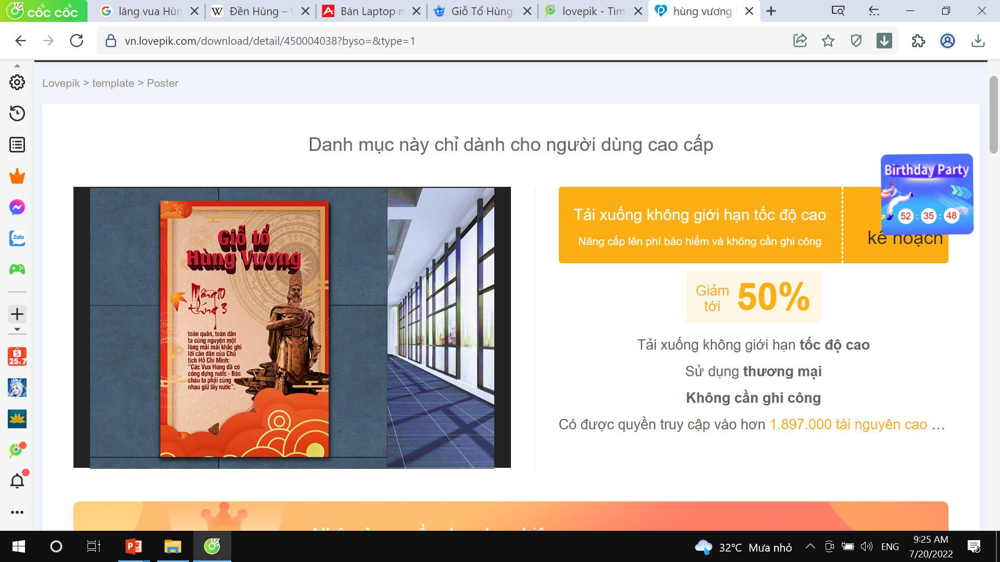 cốc cốc
lăng vua Hùn
Đền Hùng –
Bán Laptop n
Giỗ Tổ Hùng
lovepik - Tìm
hùng vương
vn.lovepik.com/download/detail/450004038?byso=&type=1
Lovepik > template > Poster
Danh mục này chỉ dành cho người dùng cao cấp
Giỗ tổ
Hùng Vương
Mồng 10
tháng 3
toàn quân, toàn dân
ta cùng nguyện một
lòng mãi mãi khắc ghi
lời căn dặn của Chủ
tịch Hồ Chí Minh:
“Các Vua Hùng đã có
công dựng nước - Bác
cháu ta phải cùng
nhau giữ lấy nước”.
Tải xuống không giới hạn tốc độ cao
Nâng cấp lên phí bảo hiểm và không cần ghi công
kế hoạch
Birthday Party
52 : 35 : 48
Giảm
tới
50%
Tải xuống không giới hạn tốc độ cao
Sử dụng thương mại
Không cần ghi công
Có được quyền truy cập vào hơn 1.897.000 tài nguyên cao ...
Zalo
25.7
32°C Mưa nhỏ
ENG
9:25 AM
7/20/2022